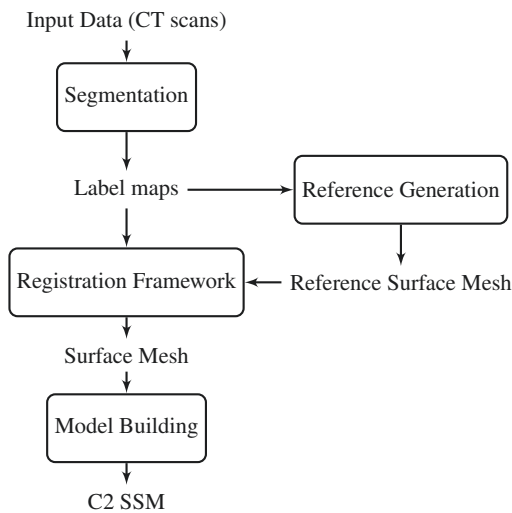 Input Data (CT scans)
Segmentation
Label maps
Reference Generation
Registration Framework
Reference Surface Mesh
Surface Mesh
Model Building
C2 SSM